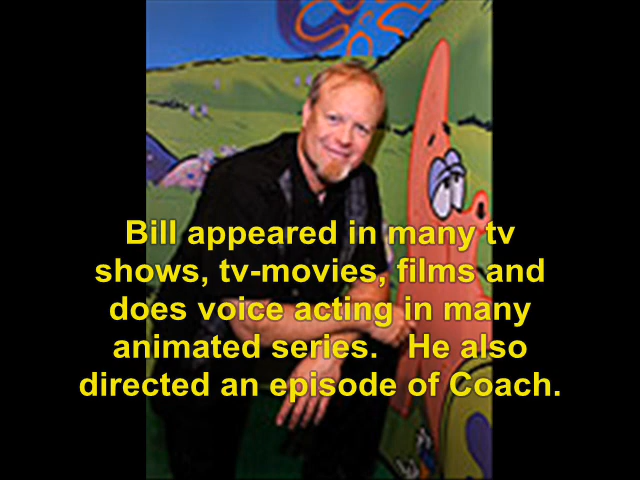 Bill appeared in many tv
shows, tv-movies, films and
does voice acting in many
animated series.   He also
directed an episode of Coach.